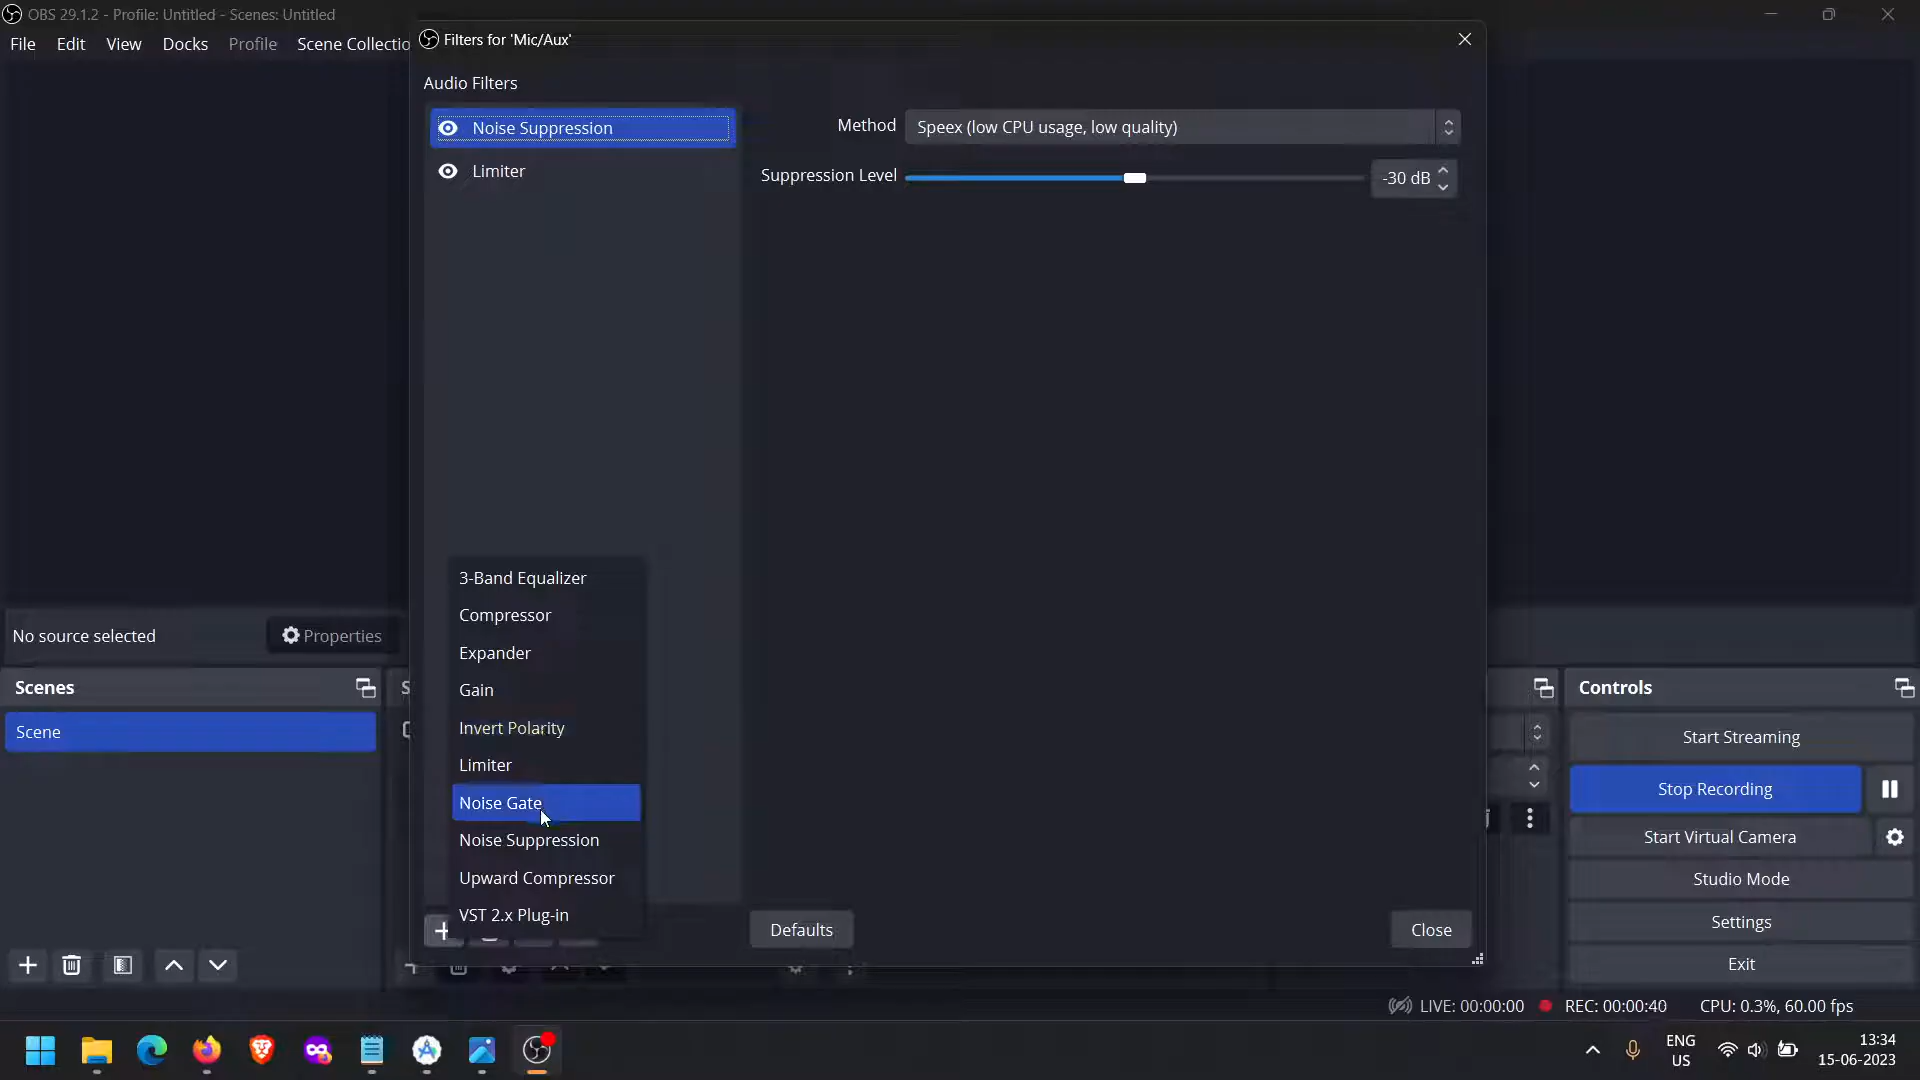 OBS 29.1.2 - Profile: Untitled - Scenes: Untitled
File Edit View Docks Profile Scene Collectio
Filters for 'Mic/Aux'
Audio Filters
Noise Suppression
Limiter
Method Speex (low CPU usage, low quality)
Suppression Level -30 dB
3-Band Equalizer
Compressor
Expander
Gain
Invert Polarity
Limiter
Noise Gate
Noise Suppression
Upward Compressor
VST 2.x Plug-in
Defaults
Close
No source selected
Properties
Scenes
S
Scene
Controls
Start Streaming
Stop Recording
Start Virtual Camera
Studio Mode
Settings
Exit
LIVE: 00:00:00 REC: 00:00:40 CPU: 0.3%, 60.00 fps
ENG
US
13:34
15-06-2023